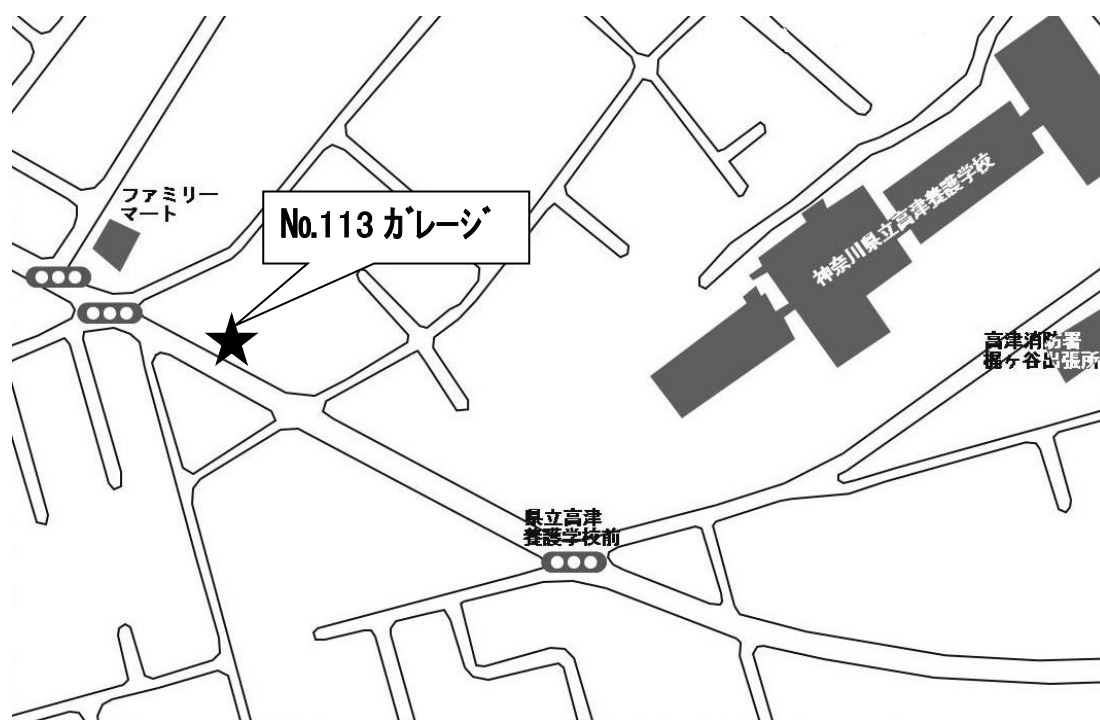 ファミリー
マート
No.113 ガレージ
神奈川県立高津養護学校
高津消防署
梶ヶ谷出張所
県立高津
養護学校前